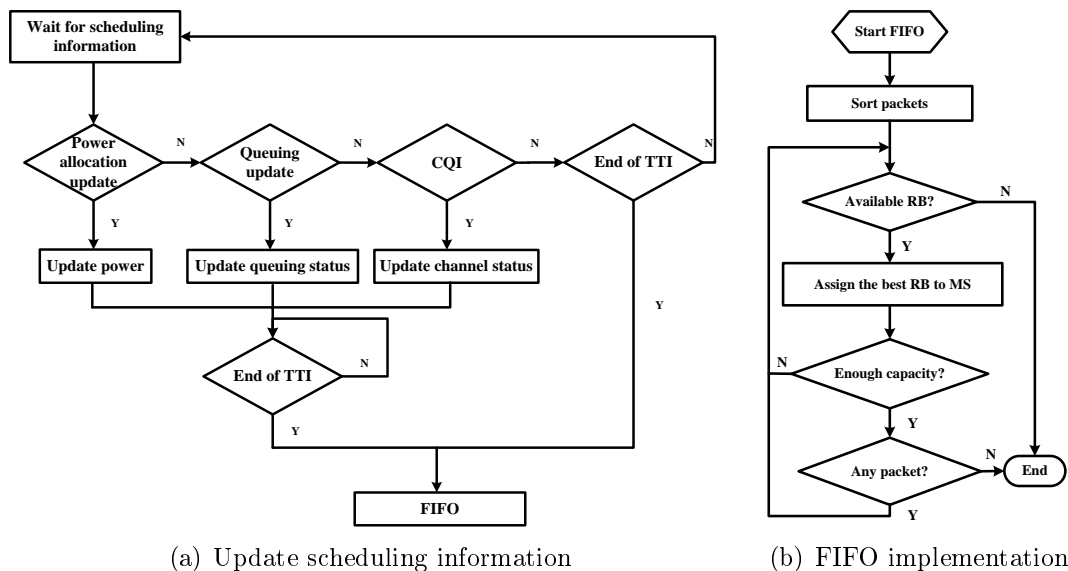 Wait for scheduling
information
Power
allocation
update
N
Queuing
update
N
CQI
N
End of TTI
N
Y
Y
Y
Update power
Update queuing status
Update channel status
Y
End of TTI
N
Y
FIFO
(a) Update scheduling information
Start FIFO
Sort packets
Available RB?
N
Y
Assign the best RB to MS
N
Enough capacity?
Y
Any packet?
N
End
Y
(b) FIFO implementation